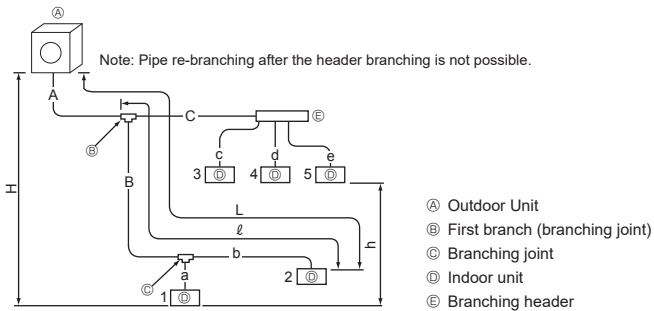 Ⓐ
Note: Pipe re-branching after the header branching is not possible.
A
C
Ⓔ
Ⓑ
c
d
e
3 Ⓓ
4 Ⓓ
5 Ⓓ
B
H
L
ℓ
h
b
a
2 Ⓓ
Ⓒ
1 Ⓓ
Ⓐ Outdoor Unit
Ⓑ First branch (branching joint)
Ⓒ Branching joint
Ⓓ Indoor unit
Ⓔ Branching header